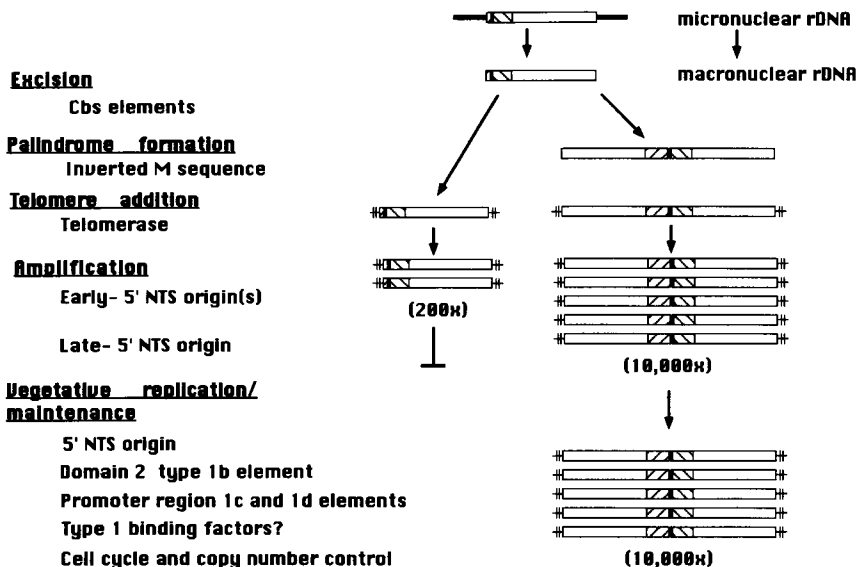 micronuclear rDNA
macronuclear rDNA
Excision
Cbs elements
Palindrome formation
Inverted M sequence
Telomere addition
Telomerase
Amplification
Early- 5' NTS origin(s)
(200x)
Late- 5' NTS origin
(10,000x)
Vegetative replication/
maintenance
5' NTS origin
Domain 2 type 1b element
Promoter region 1c and 1d elements
Type 1 binding factors?
Cell cycle and copy number control
(10,000x)